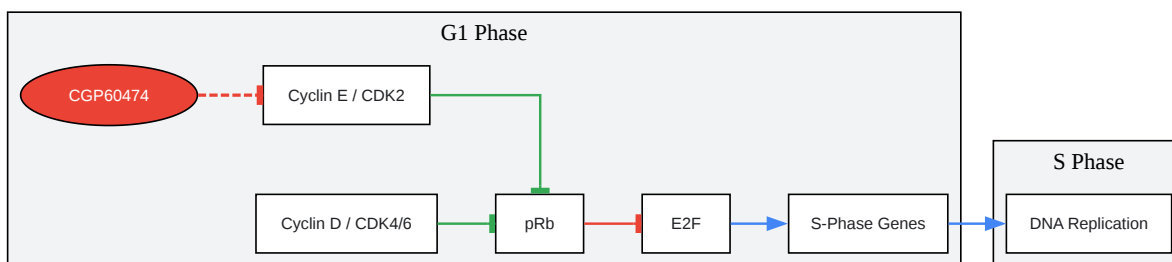 G1 Phase
CGP60474
Cyclin E / CDK2
S Phase
Cyclin D / CDK4/6
pRb
E2F
S-Phase Genes
DNA Replication